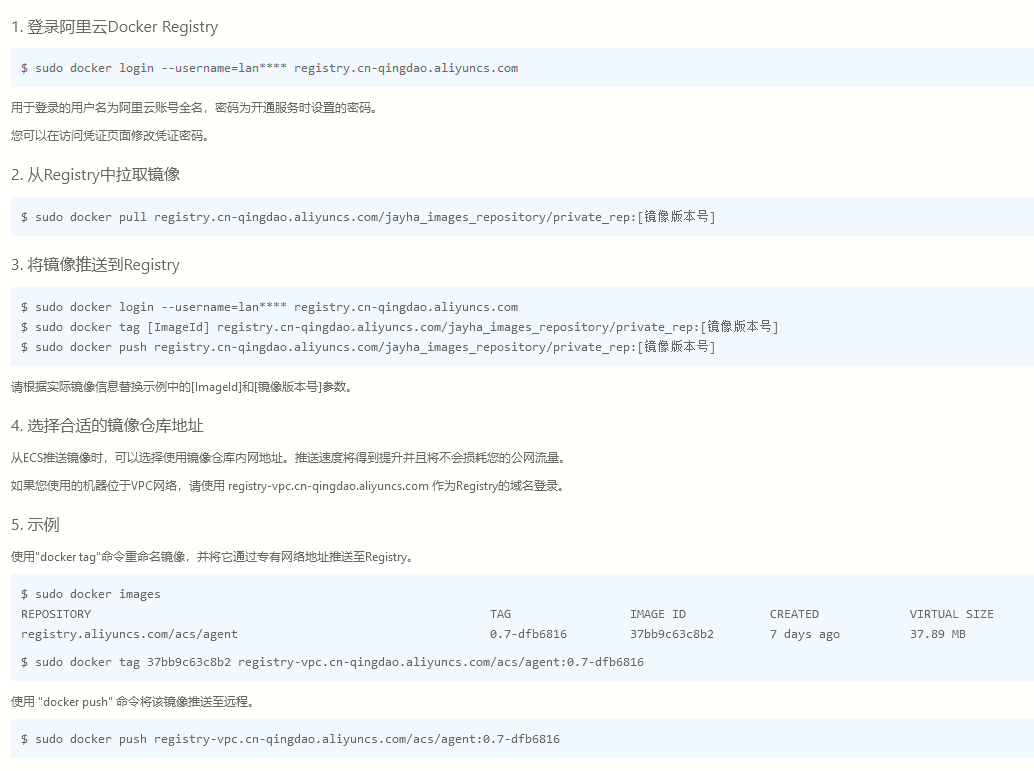 1. 登录阿里云Docker Registry
$ sudo docker login --username=lan**** registry.cn-qingdao.aliyuncs.com
用于登录的用户名为阿里云账号全名，密码为开通服务时设置的密码。
您可以在访问凭证页面修改凭证密码。
2. 从Registry中拉取镜像
$ sudo docker pull registry.cn-qingdao.aliyuncs.com/jayha_images_repository/private_rep:[镜像版本号]
3. 将镜像推送到Registry
$ sudo docker login --username=lan**** registry.cn-qingdao.aliyuncs.com
$ sudo docker tag [ImageId] registry.cn-qingdao.aliyuncs.com/jayha_images_repository/private_rep:[镜像版本号]
$ sudo docker push registry.cn-qingdao.aliyuncs.com/jayha_images_repository/private_rep:[镜像版本号]
请根据实际镜像信息替换示例中的[ImageId]和[镜像版本号]参数。
4. 选择合适的镜像仓库地址
从ECS推送镜像时，可以选择使用镜像仓库内网地址。推送速度将得到提升并且将不会损耗您的公网流量。
如果您使用的机器位于VPC网络，请使用 registry-vpc.cn-qingdao.aliyuncs.com 作为Registry的域名登录。
5. 示例
使用"docker tag"命令重命名镜像，并将它通过专有网络地址推送至Registry。
$ sudo docker images
REPOSITORY TAG IMAGE ID CREATED VIRTUAL SIZE
registry.aliyuncs.com/acs/agent 0.7-dfb6816 37bb9c63c8b2 7 days ago 37.89 MB
$ sudo docker tag 37bb9c63c8b2 registry-vpc.cn-qingdao.aliyuncs.com/acs/agent:0.7-dfb6816
使用 "docker push" 命令将该镜像推送至远程。
$ sudo docker push registry-vpc.cn-qingdao.aliyuncs.com/acs/agent:0.7-dfb6816